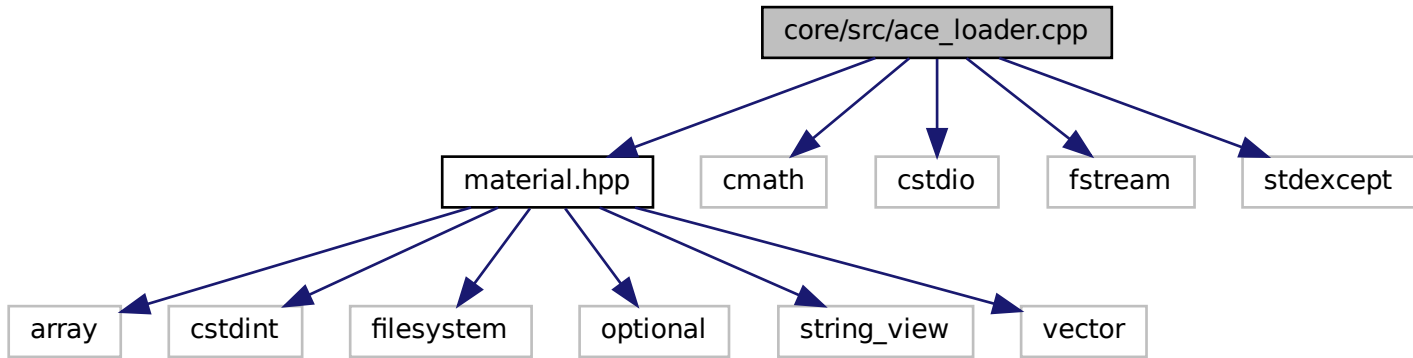 core/src/ace_loader.cpp
material.hpp
cmath
cstdio
fstream
stdexcept
array
cstdint
filesystem
optional
string_view
vector